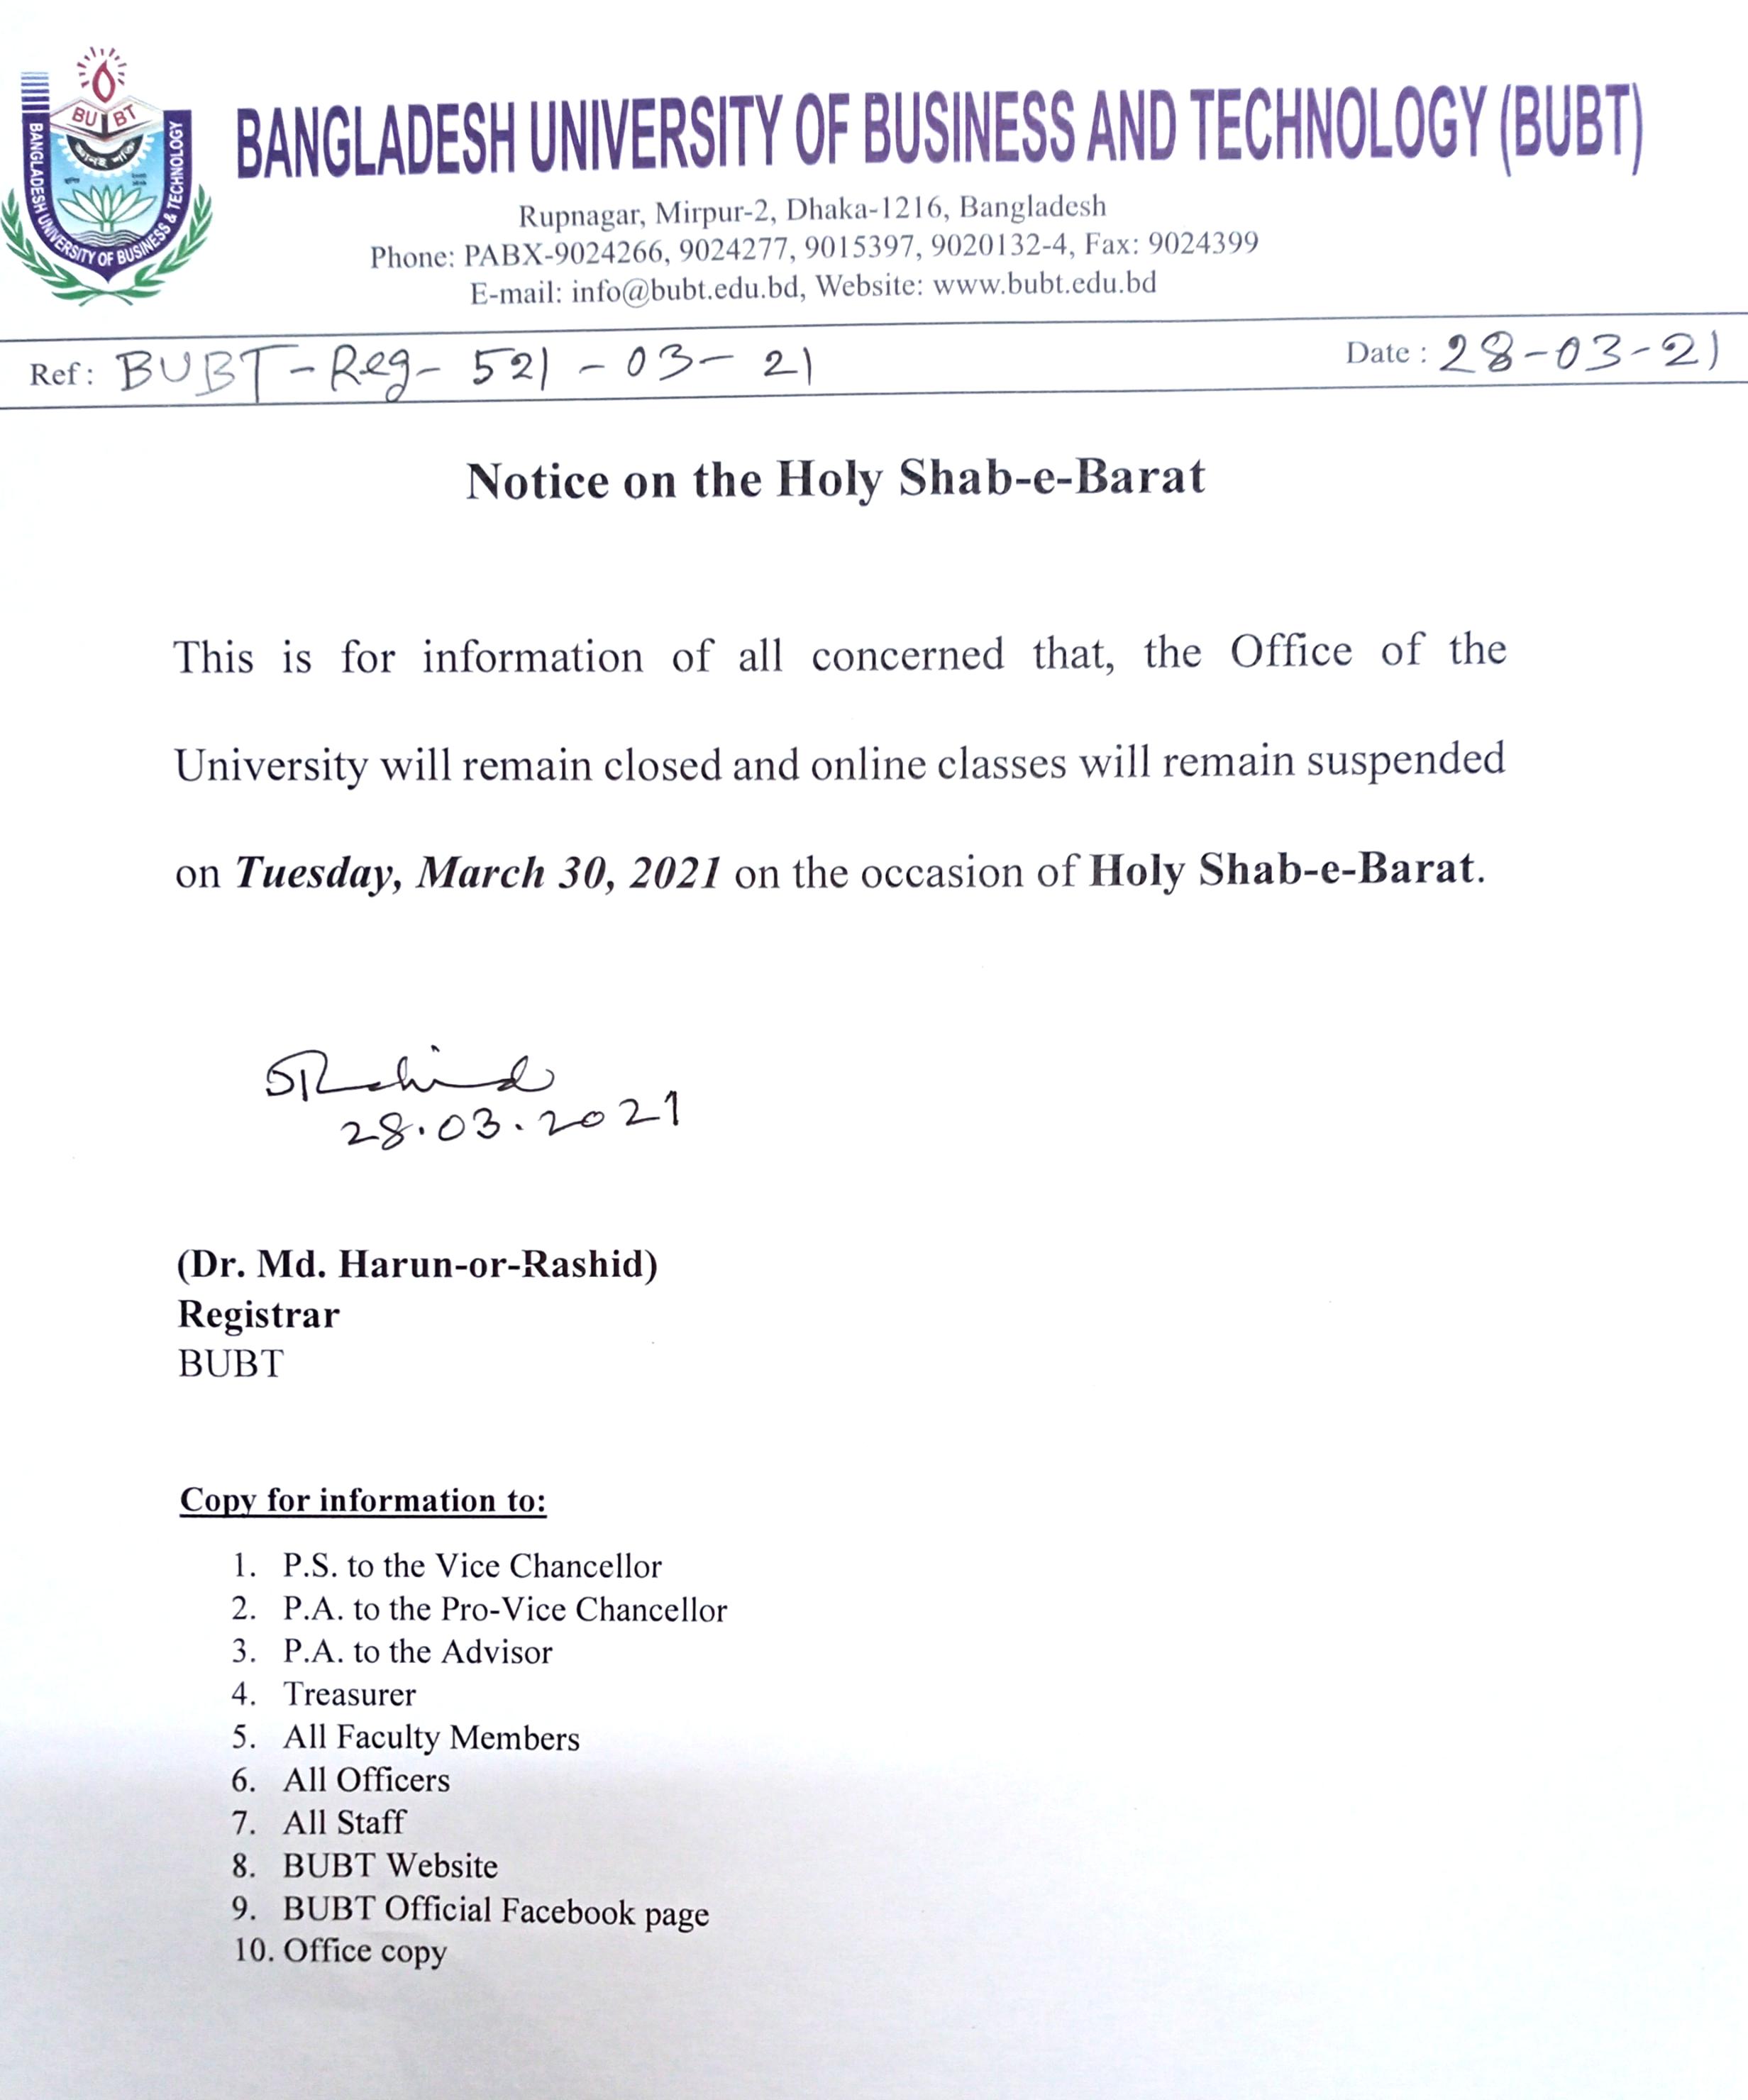 BU BT
BANGLADESH UNIVERSITY OF BUSINESS & TECHNOLOGY
BANGLADESH UNIVERSITY OF BUSINESS AND TECHNOLOGY (BUBT)
Rupnagar, Mirpur-2, Dhaka-1216, Bangladesh
Phone: PABX-9024266, 9024277, 9015397, 9020132-4, Fax: 9024399
E-mail: info@bubt.edu.bd, Website: www.bubt.edu.bd
Ref: BUBT-Reg-521-03-21 Date: 28-03-21
Notice on the Holy Shab-e-Barat
This is for information of all concerned that, the Office of the
University will remain closed and online classes will remain suspended
on Tuesday, March 30, 2021 on the occasion of Holy Shab-e-Barat.
28.03.2021
(Dr. Md. Harun-or-Rashid)
Registrar
BUBT
Copy for information to:
1. P.S. to the Vice Chancellor
2. P.A. to the Pro-Vice Chancellor
3. P.A. to the Advisor
4. Treasurer
5. All Faculty Members
6. All Officers
7. All Staff
8. BUBT Website
9. BUBT Official Facebook page
10. Office copy